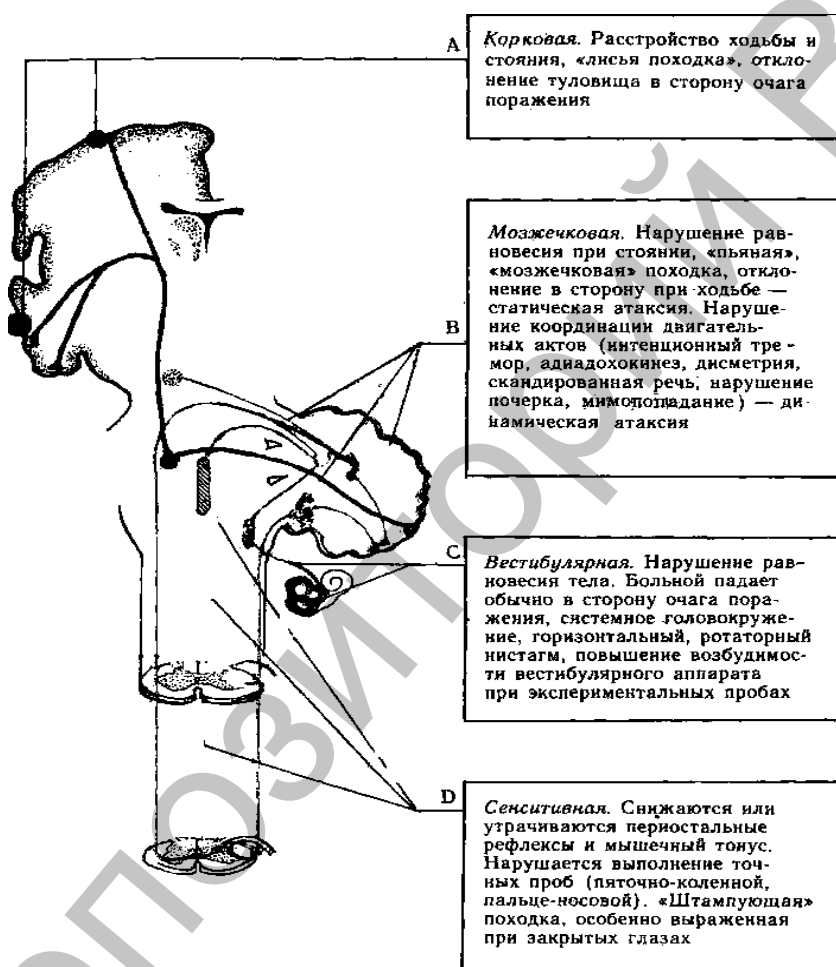 A
Корковая. Расстройство ходьбы и
стояния, «лисья походка», откло-
нение туловища в сторону очага
поражения
B
Мозжечковая. Нарушение рав-
новесия при стоянии, «пьяная»,
«мозжечковая» походка, откло-
нение в сторону при ходьбе —
статическая атаксия. Наруше-
ние координации двигатель-
ных актов (интенционный тре-
мор, адиадохокинез, дисметрия,
скандированная речь, нарушение
почерка, мимопопадание) — ди-
намическая атаксия
C
Вестибулярная. Нарушение рав-
новесия тела. Больной падает
обычно в сторону очага пора-
жения, системное головокруже-
ние, горизонтальный, ротаторный
нистагм, повышение возбудимос-
ти вестибулярного аппарата
при экспериментальных пробах
D
Сенситивная. Снижаются или
утрачиваются периостальные
рефлексы и мышечный тонус.
Нарушается выполнение точ-
ных проб (пяточно-коленной,
пальце-носовой). «Штампующая»
походка, особенно выраженная
при закрытых глазах
позиторий